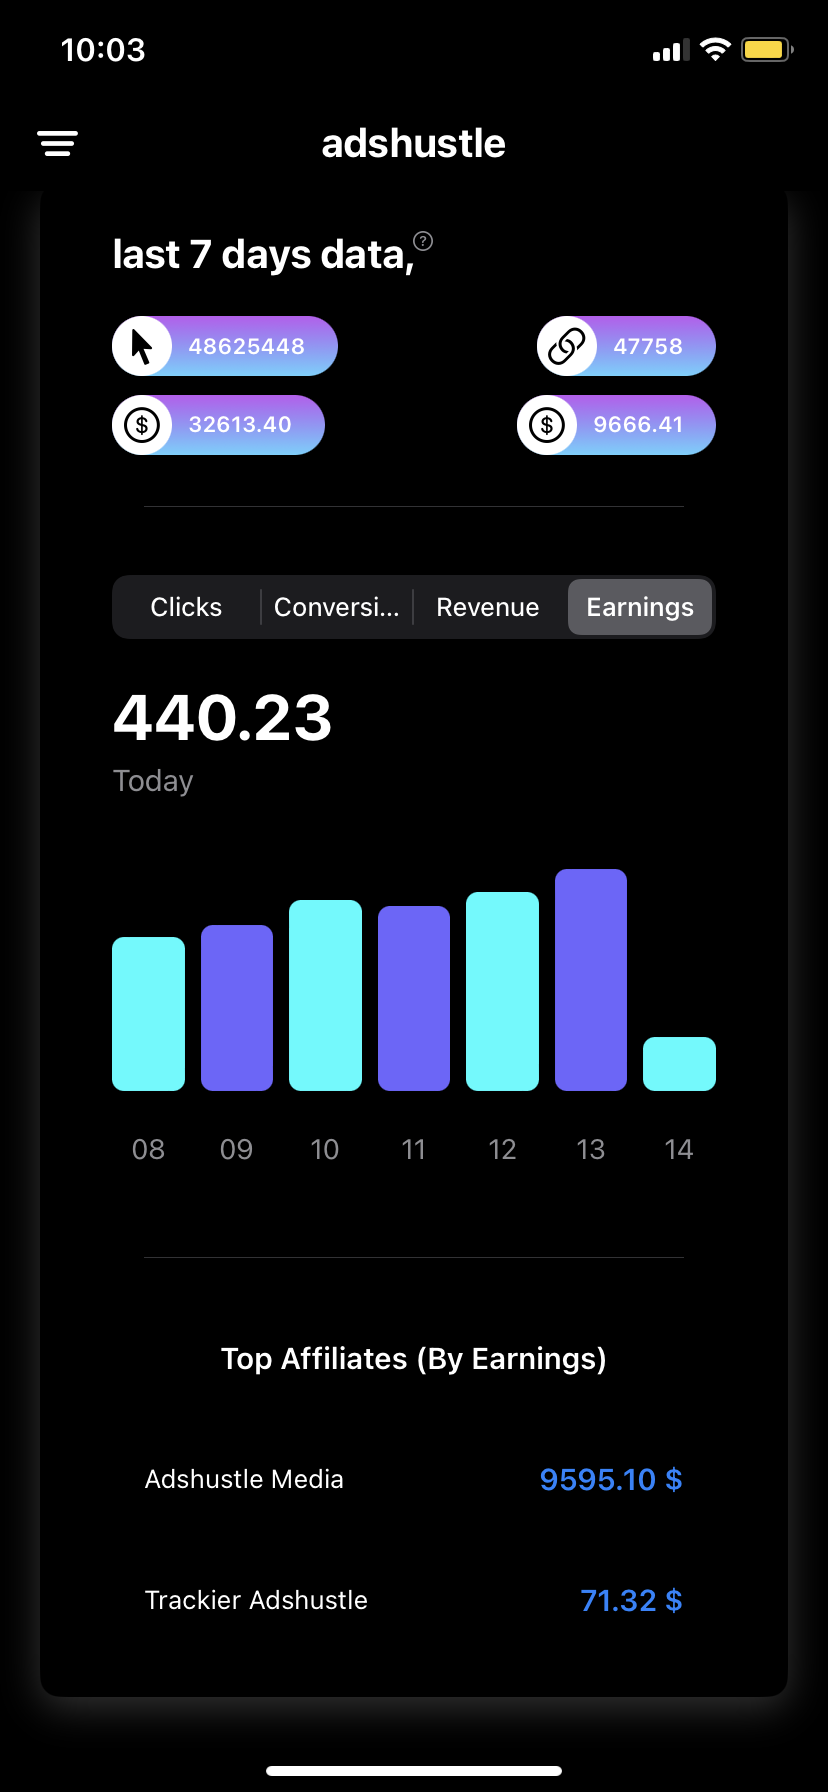 10:03
adshustle
last 7 days data,?
48625448 47758
$ 32613.40 $ 9666.41
Clicks Conversi... Revenue Earnings
440.23
Today
08 09 10 11 12 13 14
Top Affiliates (By Earnings)
Adshustle Media 9595.10 $
Trackier Adshustle 71.32 $